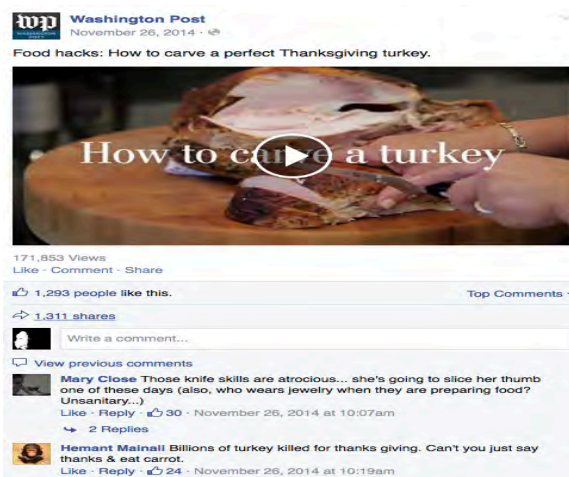 wp
Washington Post
November 26, 2014 ·
Food hacks: How to carve a perfect Thanksgiving turkey.
How to carve a turkey
171,853 Views
Like · Comment · Share
1,293 people like this.
Top Comments
1,311 shares
Write a comment...
View previous comments
Mary Close Those knife skills are atrocious... she's going to slice her thumb
one of these days (also, who wears jewelry when they are preparing food?
Unsanitary...)
Like · Reply · 30 · November 26, 2014 at 10:07am
2 Replies
Hemant Mainali Billions of turkey killed for thanks giving. Can't you just say
thanks & eat carrot.
Like · Reply · 24 · November 26, 2014 at 10:19am